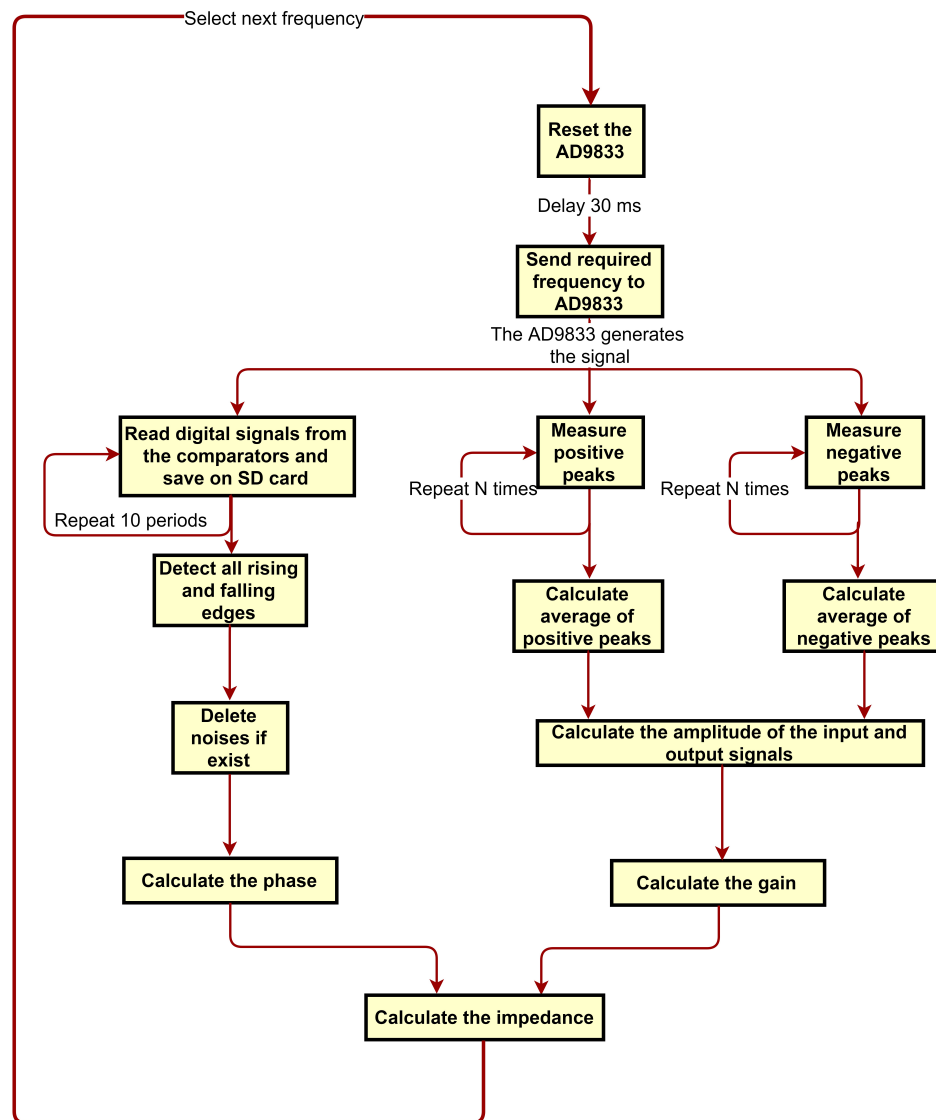 Select next frequency
Reset the
AD9833
Delay 30 ms
Send required
frequency to
AD9833
The AD9833 generates
the signal
Read digital signals from
the comparators and
save on SD card
Repeat 10 periods
Measure
positive
peaks
Repeat N times
Measure
negative
peaks
Repeat N times
Detect all rising
and falling
edges
Calculate
average of
positive peaks
Calculate
average of
negative peaks
Delete
noises if
exist
Calculate the amplitude of the input and
output signals
Calculate the phase
Calculate the gain
Calculate the impedance